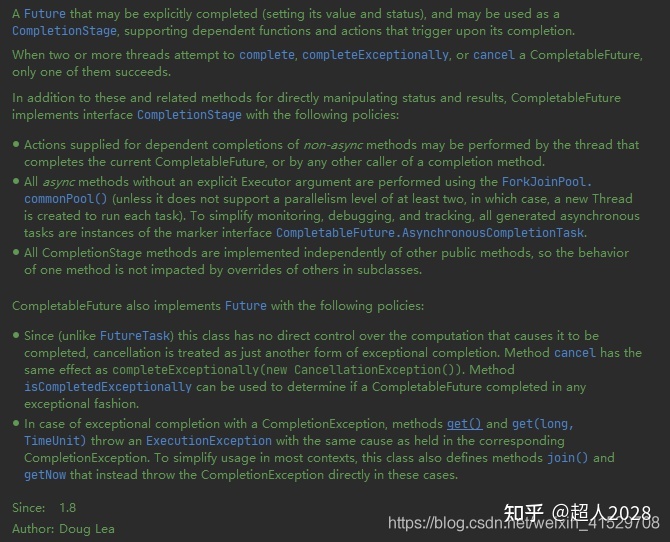 A Future that may be explicitly completed (setting its value and status), and may be used as a
CompletionStage, supporting dependent functions and actions that trigger upon its completion.
When two or more threads attempt to complete, completeExceptionally, or cancel a CompletableFuture,
only one of them succeeds.
In addition to these and related methods for directly manipulating status and results, CompletableFuture
implements interface CompletionStage with the following policies:
• Actions supplied for dependent completions of non-async methods may be performed by the thread that
completes the current CompletableFuture, or by any other caller of a completion method.
• All async methods without an explicit Executor argument are performed using the ForkJoinPool.
commonPool() (unless it does not support a parallelism level of at least two, in which case, a new Thread
is created to run each task). To simplify monitoring, debugging, and tracking, all generated asynchronous
tasks are instances of the marker interface CompletableFuture.AsynchronousCompletionTask.
• All CompletionStage methods are implemented independently of other public methods, so the behavior
of one method is not impacted by overrides of others in subclasses.
CompletableFuture also implements Future with the following policies:
• Since (unlike FutureTask) this class has no direct control over the computation that causes it to be
completed, cancellation is treated as just another form of exceptional completion. Method cancel has the
same effect as completeExceptionally(new CancellationException()). Method
isCompletedExceptionally can be used to determine if a CompletableFuture completed in any
exceptional fashion.
• In case of exceptional completion with a CompletionException, methods get() and get(long,
TimeUnit) throw an ExecutionException with the same cause as held in the corresponding
CompletionException. To simplify usage in most contexts, this class also defines methods join() and
getNow that instead throw the CompletionException directly in these cases.
Since: 1.8
知乎 @超人2028
https://blog.csdn.net/weixin_41529708
Author: Doug Lea